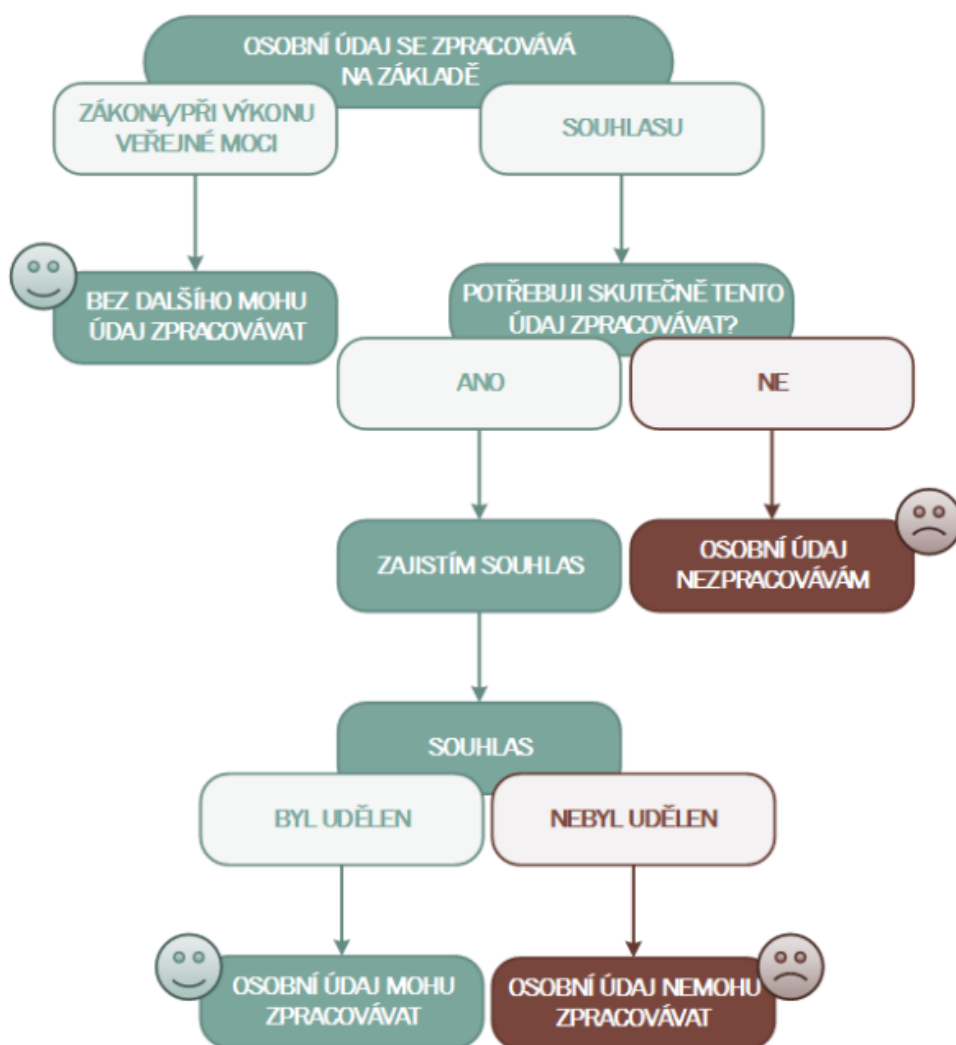 OSOBNÍ ÚDAJ SE ZPRACOVÁVÁ
NA ZÁKLADĚ
ZÁKONA/PŘI VÝKONU
VEŘEJNÉ MOCI
SOUHLASU
BEZ DALŠÍHO MOHU
ÚDAJ ZPRACOVÁVAT
POTŘEBUJI SKUTEČNĚ TENTO
ÚDAJ ZPRACOVÁVAT?
ANO
NE
ZAJISTÍM SOUHLAS
OSOBNÍ ÚDAJ
NEZPRACOVÁVÁM
SOUHLAS
BYL UDĚLEN
NEBYL UDĚLEN
OSOBNÍ ÚDAJ MOHU
ZPRACOVÁVAT
OSOBNÍ ÚDAJ NEMOHU
ZPRACOVÁVAT